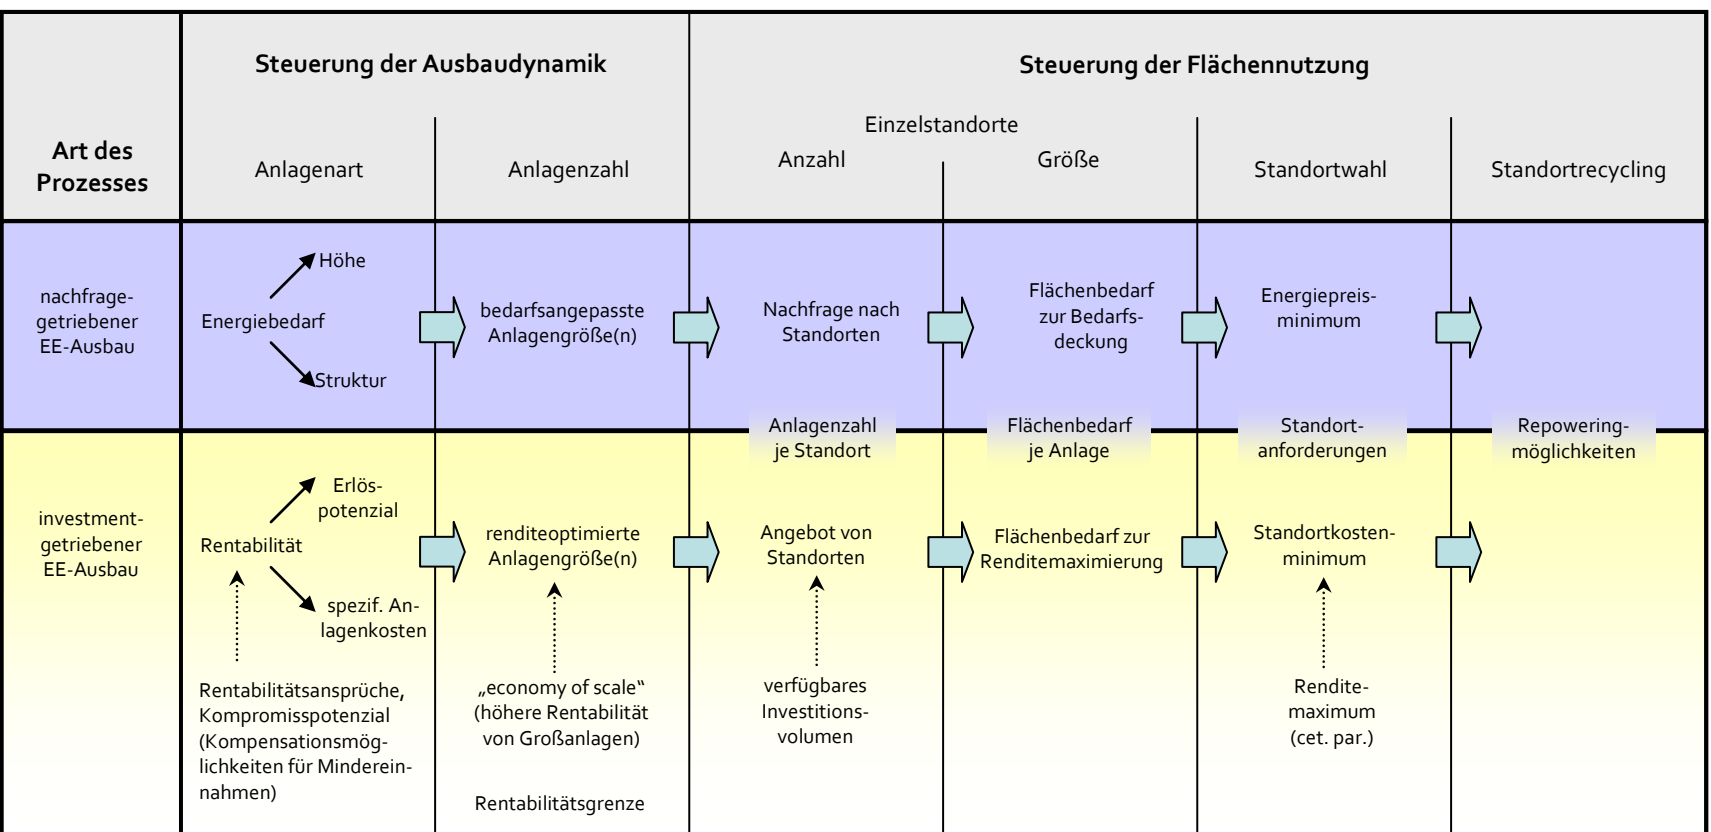 Steuerung der Ausbaudynamik
Steuerung der Flächennutzung
Art des
Prozesses
Anlagenart
Anlagenzahl
Einzelstandorte
Anzahl
Größe
Standortwahl
Standortrecycling
nachfrage-
getriebener
EE-Ausbau
Höhe
Energiebedarf
Struktur
bedarfsangepasste
Anlagengröße(n)
Nachfrage nach
Standorten
Flächenbedarf
zur Bedarfs-
deckung
Energiepreis-
minimum
Anlagenzahl
je Standort
Flächenbedarf
je Anlage
Standort-
anforderungen
Repowering-
möglichkeiten
investment-
getriebener
EE-Ausbau
Erlös-
potenzial
Rentabilität
spezif. An-
lagenkosten
renditeoptimierte
Anlagengröße(n)
Angebot von
Standorten
Flächenbedarf zur
Renditemaximierung
Standortkosten-
minimum
Rentabilitätsansprüche,
Kompromisspotenzial
(Kompensationsmög-
lichkeiten für Minderein-
nahmen)
„economy of scale“
(höhere Rentabilität
von Großanlagen)
Rentabilitätsgrenze
verfügbares
Investitions-
volumen
Rendite-
maximum
(cet. par.)